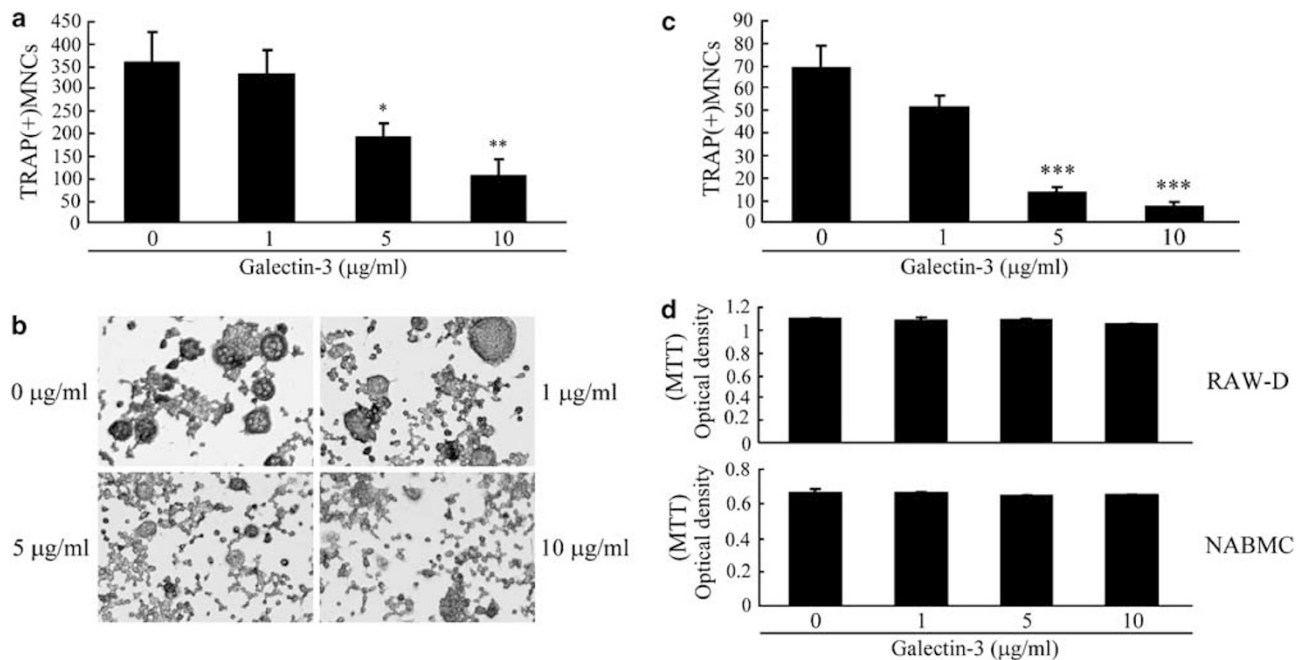 a
450
400
350
300
250
200
150
100
50
0
TRAP(+)MNCs
*
**
0 1 5 10
Galectin-3 (μg/ml)
b
0 μg/ml
1 μg/ml
5 μg/ml
10 μg/ml
c
90
80
70
60
50
40
30
20
10
0
TRAP(+)MNCs
***
***
0 1 5 10
Galectin-3 (μg/ml)
d
1.2
1
0.8
0.6
0.4
0.2
0
(MTT)
Optical density
RAW-D
0.8
0.6
0.4
0.2
0
(MTT)
Optical density
NABMC
0 1 5 10
Galectin-3 (μg/ml)